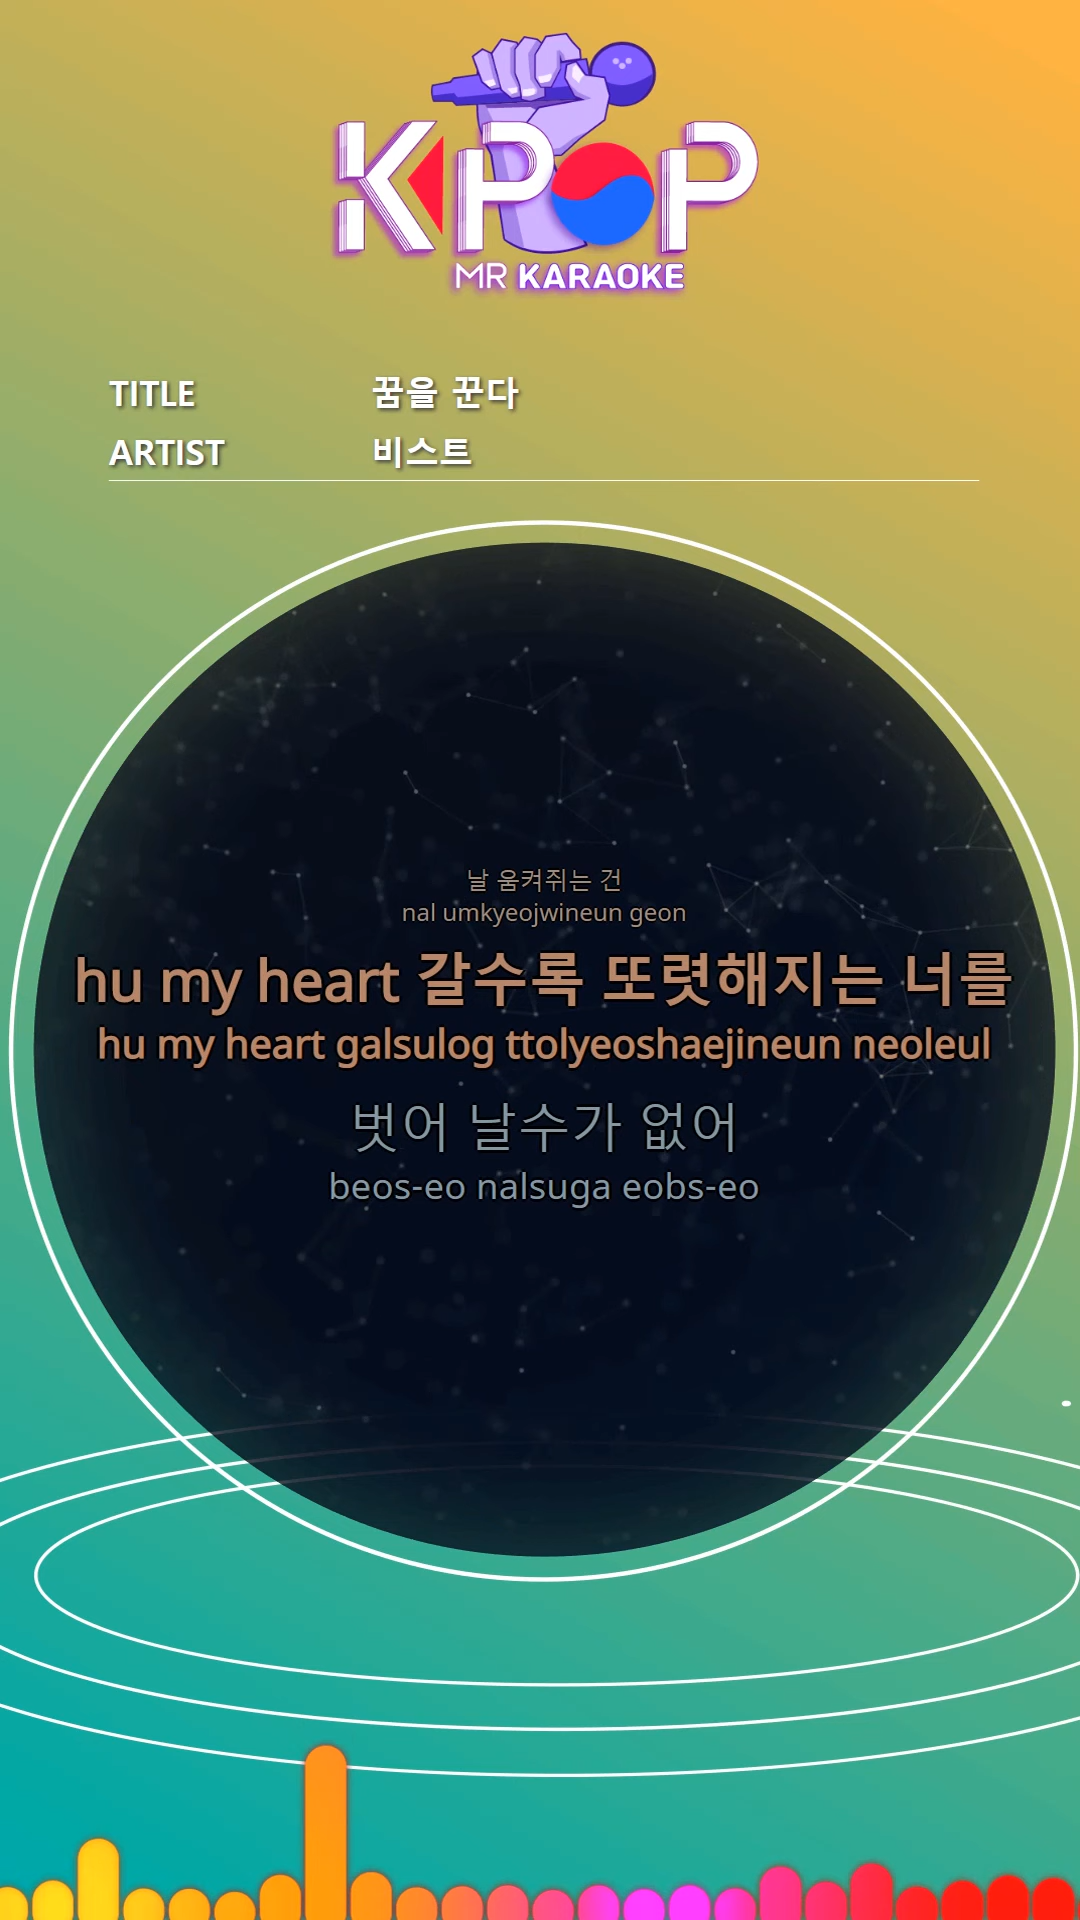 KPOP
MR KARAOKE
TITLE 꿈을 꾼다
ARTIST 비스트
날 움켜쥐는 건
nal umkyeojwineun geon
hu my heart 갈수록 또렷해지는 너를
hu my heart galsulog ttolyeoshaejineun neoleul
벗어 날수가 없어
beos-eo nalsuga eobs-eo